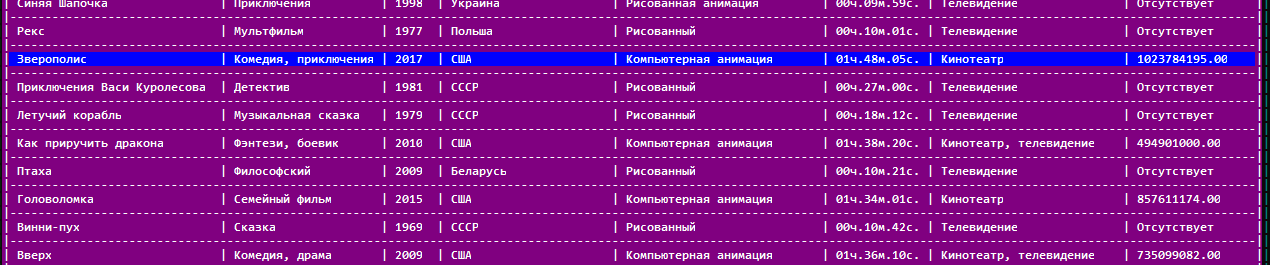 | Синяя Шапочка | Приключения | 1998 | Украина | Рисованная анимация | 00ч.09м.59с. | Телевидение | Отсутствует |
| Рекс | Мультфильм | 1977 | Польша | Рисованный | 00ч.10м.01с. | Телевидение | Отсутствует |
| Зверополис | Комедия, приключения | 2017 | США | Компьютерная анимация | 01ч.48м.05с. | Кинотеатр | 1023784195.00 |
| Приключения Васи Куролесова | Детектив | 1981 | СССР | Рисованный | 00ч.27м.00с. | Телевидение | Отсутствует |
| Летучий корабль | Музыкальная сказка | 1979 | СССР | Рисованный | 00ч.18м.12с. | Телевидение | Отсутствует |
| Как приручить дракона | Фэнтези, боевик | 2010 | США | Компьютерная анимация | 01ч.38м.20с. | Кинотеатр, телевидение | 494901000.00 |
| Птаха | Философский | 2009 | Беларусь | Рисованный | 00ч.10м.21с. | Телевидение | Отсутствует |
| Головоломка | Семейный фильм | 2015 | США | Компьютерная анимация | 01ч.34м.01с. | Кинотеатр | 857611174.00 |
| Винни-пух | Сказка | 1969 | СССР | Рисованный | 00ч.10м.42с. | Телевидение | Отсутствует |
| Вверх | Комедия, драма | 2009 | США | Компьютерная анимация | 01ч.36м.10с. | Кинотеатр, телевидение | 735099082.00 |